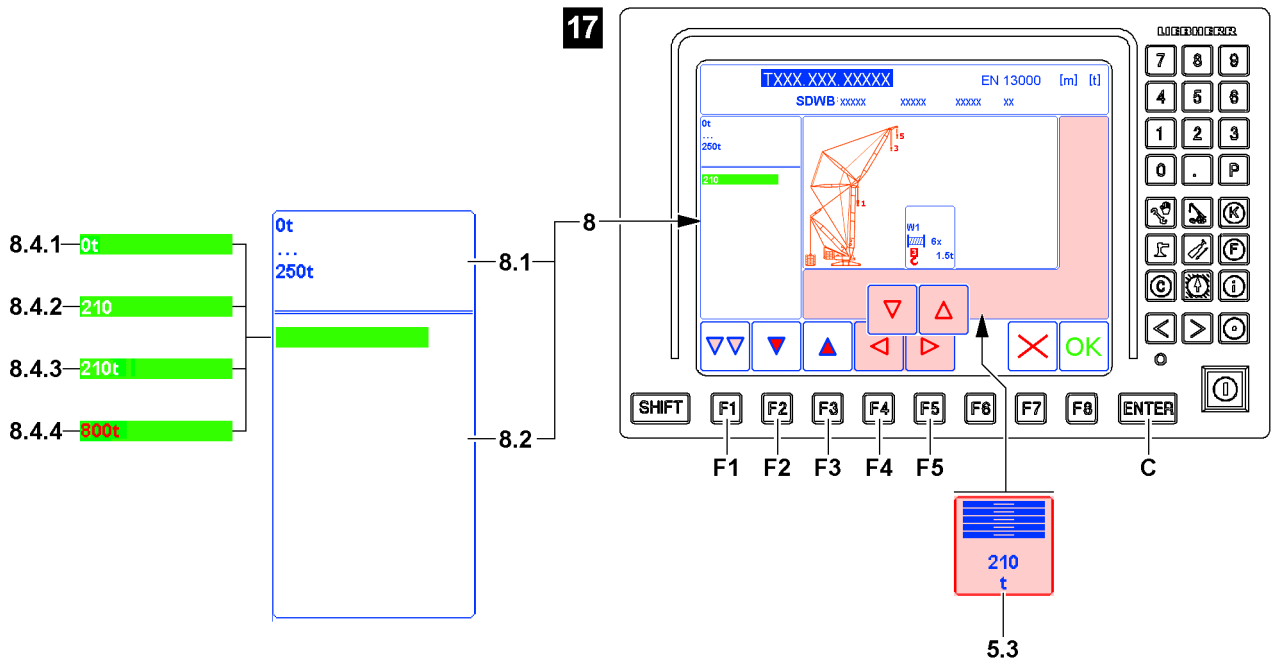 17
LIEBHERR
TXXX.XXX.XXXXX
EN 13000 [m] [t]
SDWB: XXXXX XXXXX XXXXX XX
0t
...
250t
210
5
3
1
W1
6x
1.5t
OK
7 8 9
4 5 6
1 2 3
0 . P
K
F
C i
< >
SHIFT F1 F2 F3 F4 F5 F6 F7 F8 ENTER
F1 F2 F3 F4 F5 C
8
8.1
8.2
0t
...
250t
8.4.1 0t
8.4.2 210
8.4.3 210t
8.4.4 800t
210
t
5.3